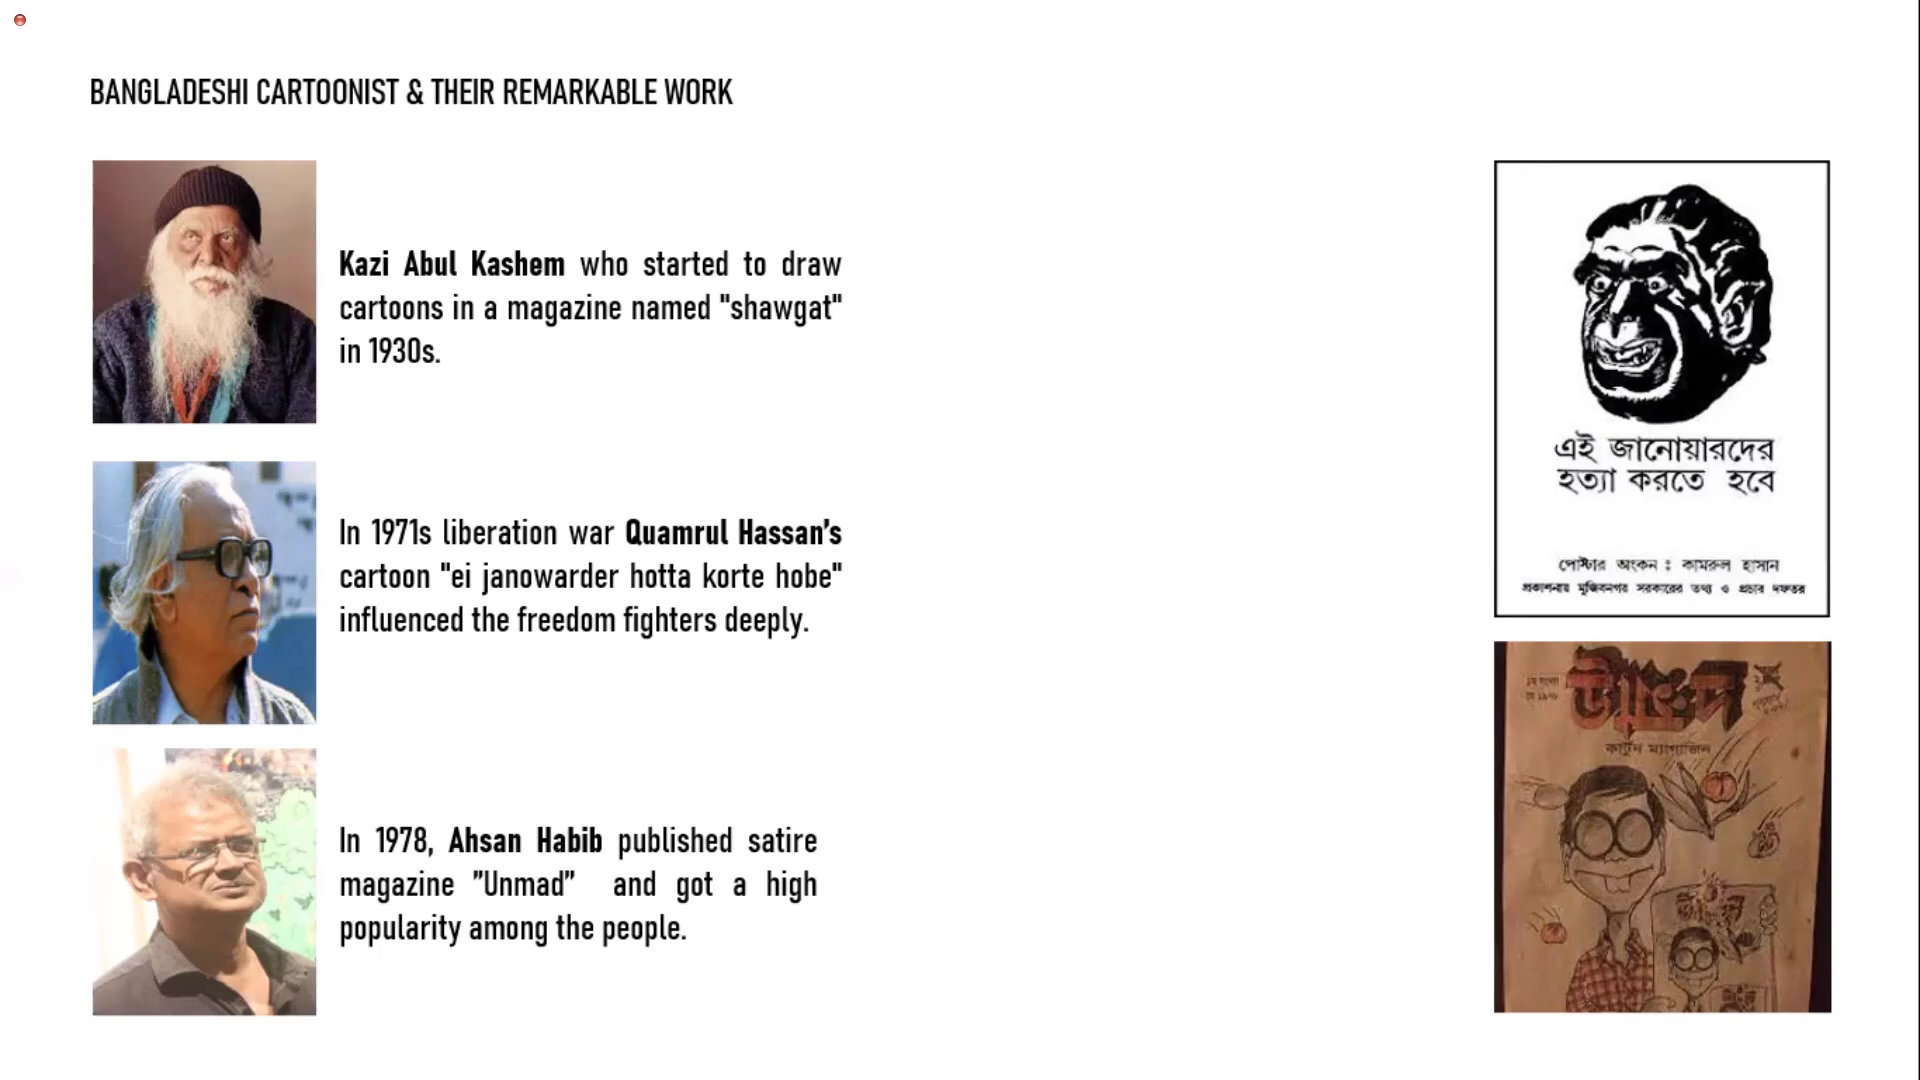 BANGLADESHI CARTOONIST & THEIR REMARKABLE WORK
Kazi Abul Kashem who started to draw
cartoons in a magazine named "shawgat"
in 1930s.
In 1971s liberation war Quamrul Hassan’s
cartoon "ei janowarder hotta korte hobe"
influenced the freedom fighters deeply.
In 1978, Ahsan Habib published satire
magazine ”Unmad” and got a high
popularity among the people.
এই জানোয়ারদের
হত্যা করতে হবে
পোস্টার অংকন : কামরুল হাসান
প্রকাশনায় মুজিবনগর সরকারের তথ্য ও প্রচার দফতর
উন্মাদ
কার্টুন ম্যাগাজিন